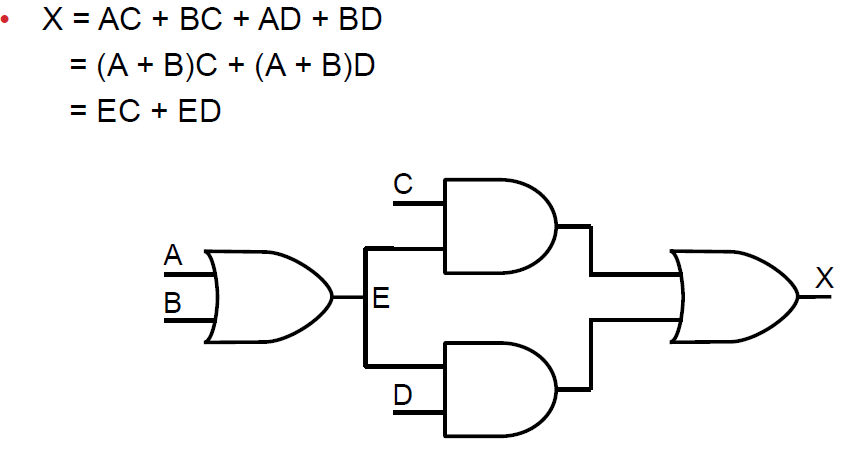 • X = AC + BC + AD + BD
= (A + B)C + (A + B)D
= EC + ED
C
A
B
E
X
D